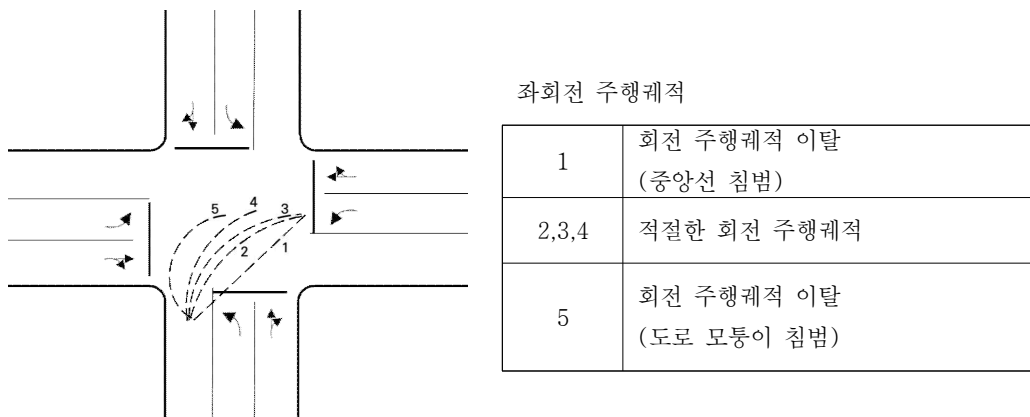 좌회전 주행궤적
1
회전 주행궤적 이탈
(중앙선 침범)
2,3,4
적절한 회전 주행궤적
5
회전 주행궤적 이탈
(도로 모퉁이 침범)
5
4
3
2
1